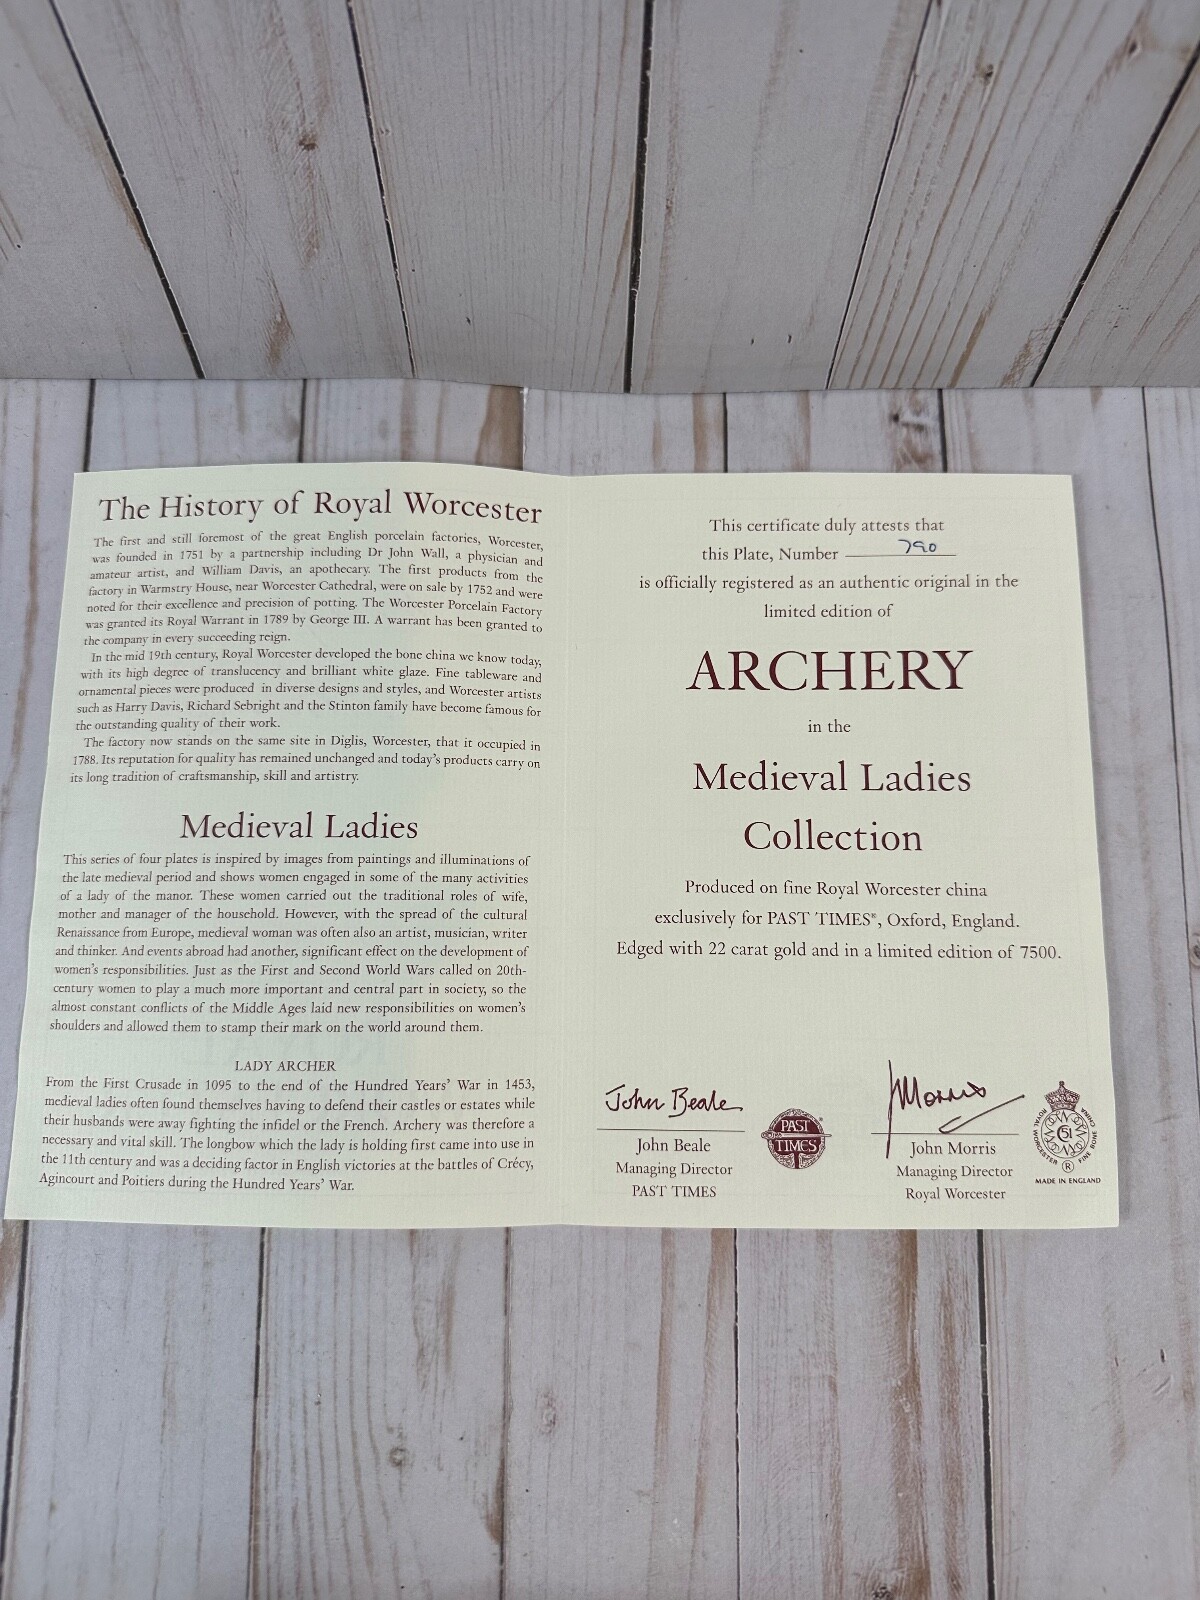 The History of Royal Worcester
The first and still foremost of the great English porcelain factories, Worcester,
was founded in 1751 by a partnership including Dr John Wall, a physician and
amateur artist, and William Davis, an apothecary. The first products from the
factory in Warmstry House, near Worcester Cathedral, were on sale by 1752 and were
noted for their excellence and precision of potting. The Worcester Porcelain Factory
was granted its Royal Warrant in 1789 by George III. A warrant has been granted to
the company in every succeeding reign.
In the mid 19th century, Royal Worcester developed the bone china we know today,
with its high degree of translucency and brilliant white glaze. Fine tableware and
ornamental pieces were produced in diverse designs and styles, and Worcester artists
such as Harry Davis, Richard Sebright and the Stinton family have become famous for
the outstanding quality of their work.
The factory now stands on the same site in Diglis, Worcester, that it occupied in
1788. Its reputation for quality has remained unchanged and today's products carry on
its long tradition of craftsmanship, skill and artistry.
Medieval Ladies
This series of four plates is inspired by images from paintings and illuminations of
the late medieval period and shows women engaged in some of the many activities
of a lady of the manor. These women carried out the traditional roles of wife,
mother and manager of the household. However, with the spread of the cultural
Renaissance from Europe, medieval woman was often also an artist, musician, writer
and thinker. And events abroad had another, significant effect on the development of
women's responsibilities. Just as the First and Second World Wars called on 20th-
century women to play a much more important and central part in society, so the
almost constant conflicts of the Middle Ages laid new responsibilities on women's
shoulders and allowed them to stamp their mark on the world around them.
LADY ARCHER
From the First Crusade in 1095 to the end of the Hundred Years' War in 1453,
medieval ladies often found themselves having to defend their castles or estates while
their husbands were away fighting the infidel or the French. Archery was therefore a
necessary and vital skill. The longbow which the lady is holding first came into use in
the 11th century and was a deciding factor in English victories at the battles of Crécy,
Agincourt and Poitiers during the Hundred Years' War.
This certificate duly attests that
this Plate, Number 790
is officially registered as an authentic original in the
limited edition of
ARCHERY
in the
Medieval Ladies
Collection
Produced on fine Royal Worcester china
exclusively for PAST TIMES®, Oxford, England.
Edged with 22 carat gold and in a limited edition of 7500.
John Beale
John Beale
Managing Director
PAST TIMES
PAST
TIMES
JMorris
John Morris
Managing Director
Royal Worcester
ROYAL WORCESTER
FINE BONE CHINA
51
®
MADE IN ENGLAND